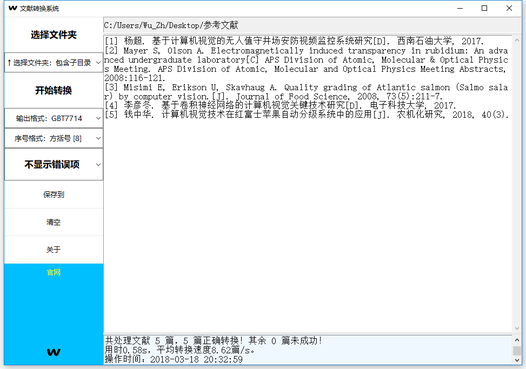 文献转换系统
选择文件夹
C:/Users/Wu_Zh/Desktop/参考文献
↑选择文件夹：包含子目录
开始转换
输出格式：GBT7714
序号格式：方括号 [8]
不显示错误项
保存到
清空
关于
官网
[1] 杨超. 基于计算机视觉的无人值守井场安防视频监控系统研究[D]. 西南石油大学, 2017.
[2] Mayer S, Olson A. Electromagnetically induced transparency in rubidium: An adva
nced undergraduate laboratory[C] APS Division of Atomic, Molecular & Optical Physic
s Meeting. APS Division of Atomic, Molecular and Optical Physics Meeting Abstracts,
2008:116-121.
[3] Misimi E, Erikson U, Skavhaug A. Quality grading of Atlantic salmon (Salmo sala
r) by computer vision.[J]. Journal of Food Science, 2008, 73(5):211-7.
[4] 李彦冬. 基于卷积神经网络的计算机视觉关键技术研究[D]. 电子科技大学, 2017.
[5] 钱中华. 计算机视觉技术在红富士苹果自动分级系统中的应用[J]. 农机化研究, 2018, 40(3).
共处理文献 5 篇，5 篇正确转换！其余 0 篇未成功！
用时0.58s，平均转换速度8.62篇/s。
操作时间：2018-03-18 20:32:59